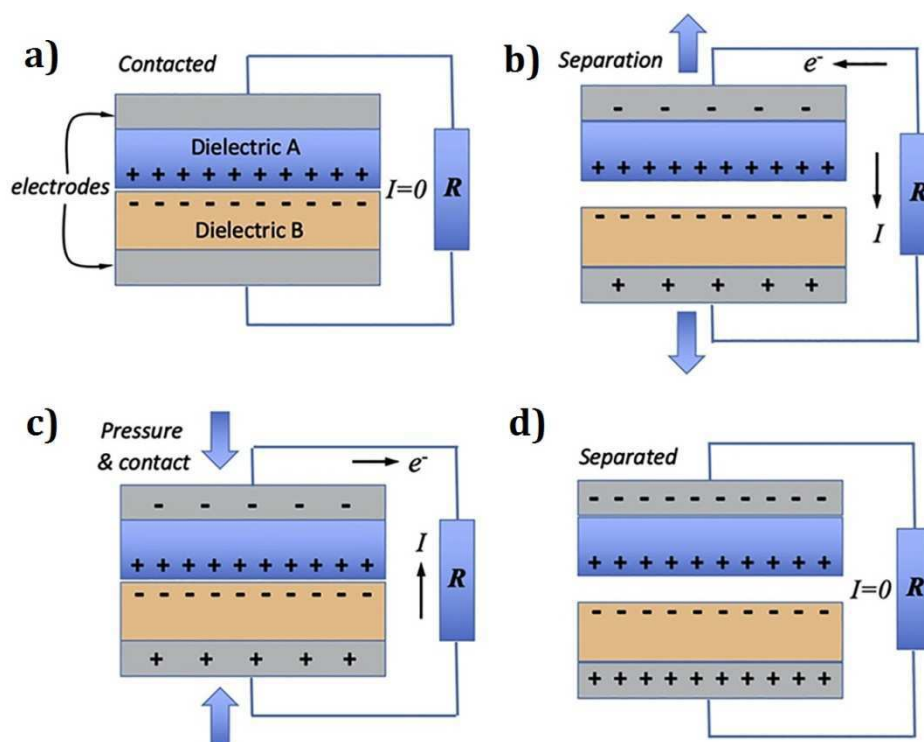 a)
Contacted
electrodes
Dielectric A
+ + + + + + + + + +
- - - - - - - - - -
Dielectric B
I=0
R
b)
Separation
e-
- - - - -
+ + + + + + + + + +
- - - - - - - - - -
+ + + + +
I
R
c)
Pressure
& contact
e-
- - - - -
+ + + + + + + + + +
- - - - - - - - - -
+ + + + +
I
R
d)
Separated
- - - - - - - - - -
+ + + + + + + + + +
- - - - - - - - - -
+ + + + + + + + + +
I=0
R